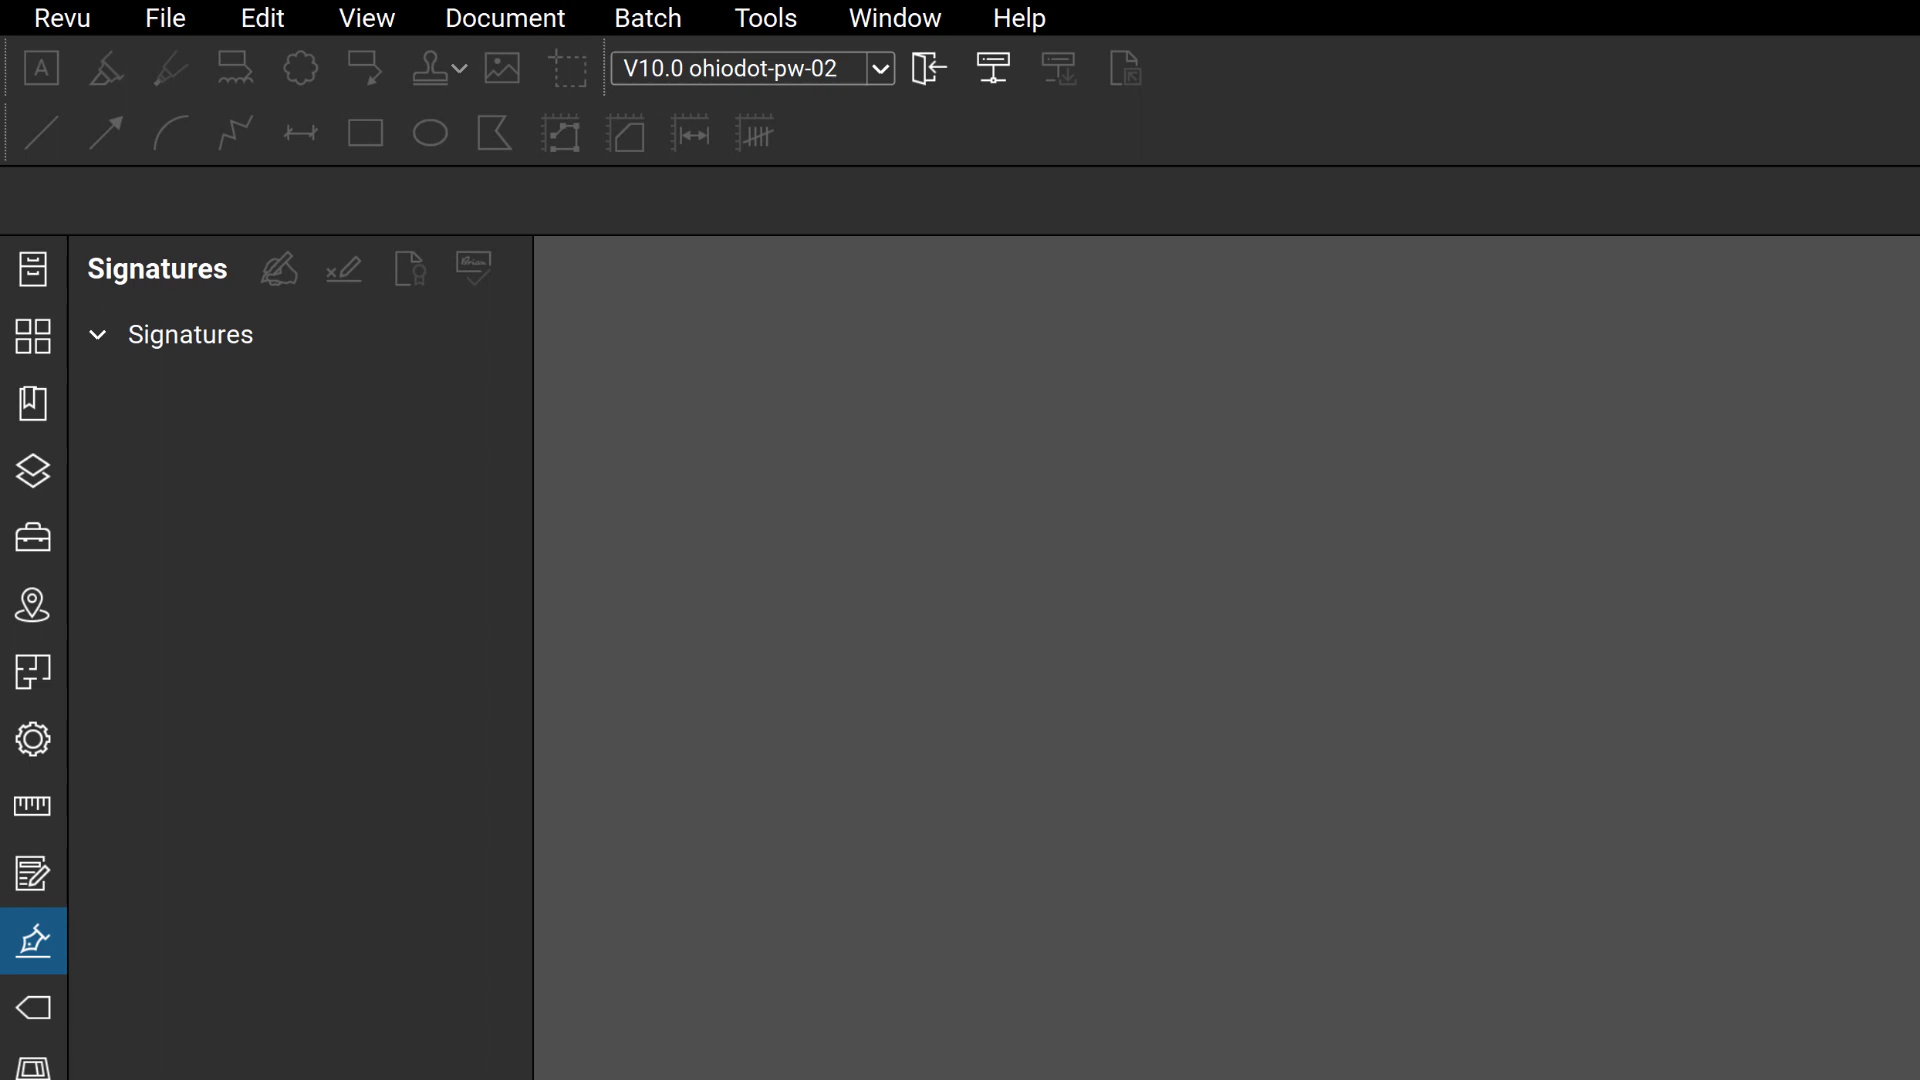 Revu File Edit View Document Batch Tools Window Help
A V10.0 ohiodot-pw-02
Signatures
Signatures